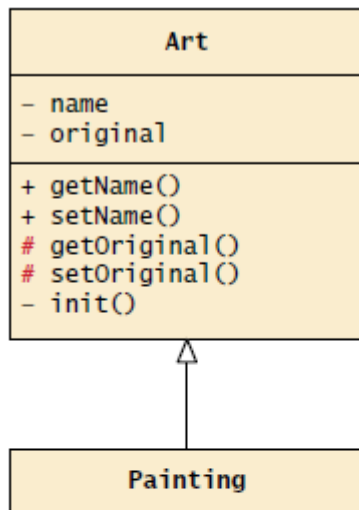 Art
- name
- original
+ getName()
+ setName()
# getOriginal()
# setOriginal()
- init()
Painting